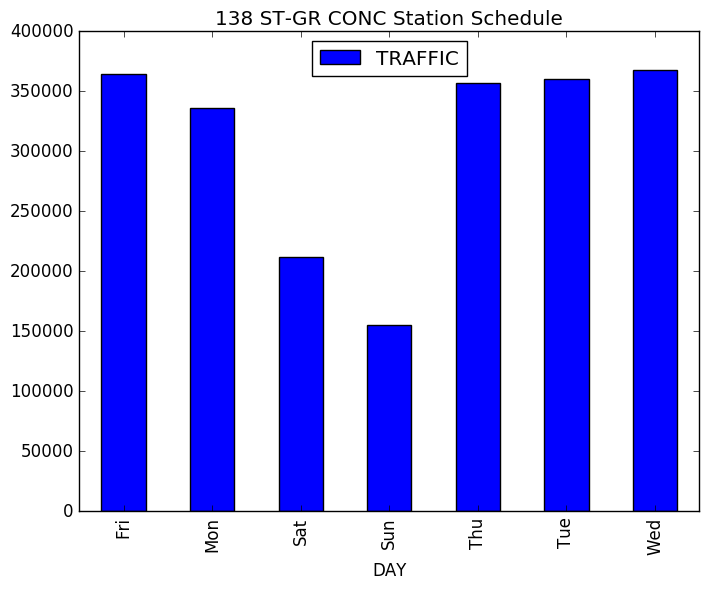 138 ST-GR CONC Station Schedule
TRAFFIC
400000
350000
300000
250000
200000
150000
100000
50000
0
Fri
Mon
Sat
Sun
Thu
Tue
Wed
DAY